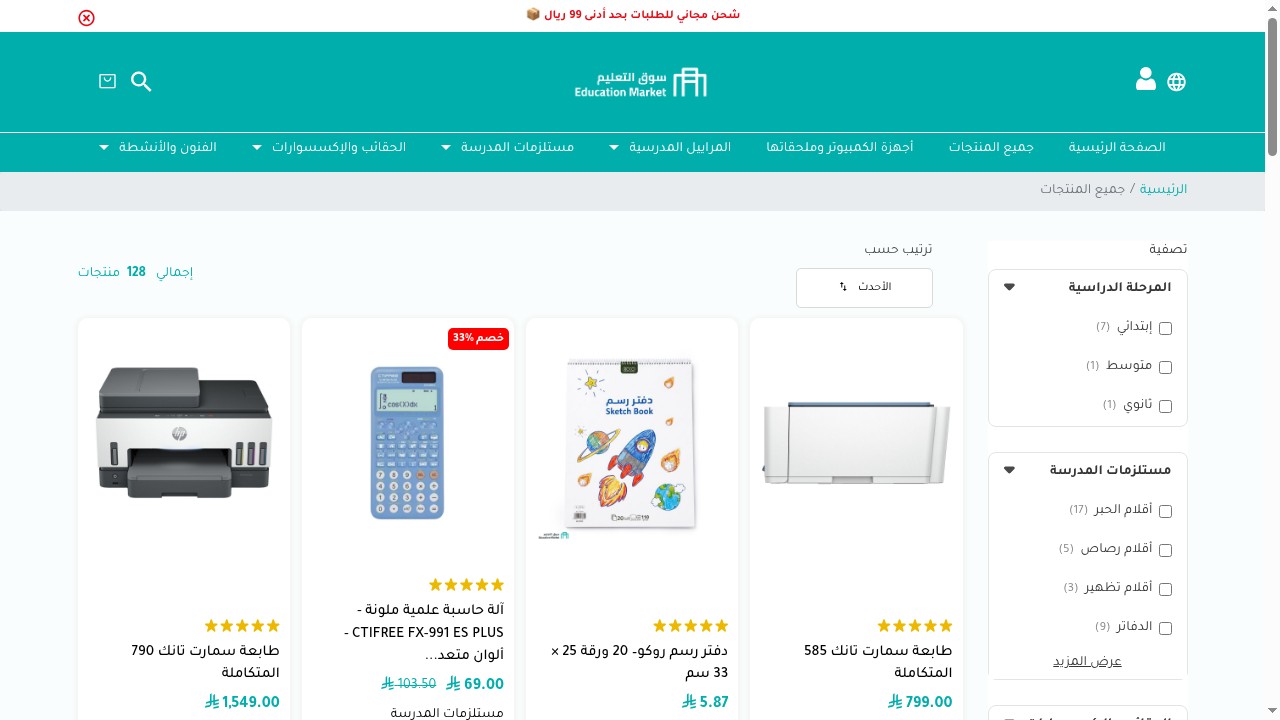 شحن مجاني للطلبات بحد أدنى 99 ريال 📦
سوق التعليم
Education Market
الصفحة الرئيسية
جميع المنتجات
أجهزة الكمبيوتر وملحقاتها
المراييل المدرسية
مستلزمات المدرسة
الحقائب والإكسسوارات
الفنون والأنشطة
الرئيسية / جميع المنتجات
تصفية
المرحلة الدراسية
إبتدائي (7)
متوسط (1)
ثانوي (1)
مستلزمات المدرسة
أقلام الحبر (17)
أقلام رصاص (5)
أقلام تظهير (3)
الدفاتر (9)
عرض المزيد
ترتيب حسب
الأحدث
إجمالي 128 منتجات
طابعة سمارت تانك 585
المتكاملة
799.00
دفتر رسم
Sketch Book
دفتر رسم روكو- 20 ورقة 25 ×
33 سم
5.87
خصم 33%
آلة حاسبة علمية ملونة -
CTIFREE FX-991 ES PLUS -
ألوان متعد...
69.00 103.50
مستلزمات المدرسة
hp
طابعة سمارت تانك 790
المتكاملة
1,549.00